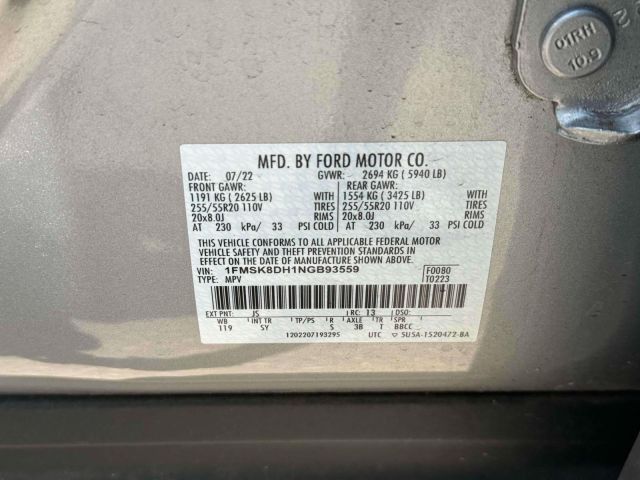 01RH
10.9
MFD. BY FORD MOTOR CO.
DATE: 07/22 GVWR: 2694 KG ( 5940 LB)
FRONT GAWR: REAR GAWR:
1191 KG ( 2625 LB) WITH 1554 KG ( 3425 LB) WITH
255/55R20 110V TIRES 255/55R20 110V TIRES
20x8.0J RIMS 20x8.0J RIMS
AT 230 kPa/ 33 PSI COLD AT 230 kPa/ 33 PSI COLD
THIS VEHICLE CONFORMS TO ALL APPLICABLE FEDERAL MOTOR
VEHICLE SAFETY AND THEFT PREVENTION STANDARDS IN
EFFECT ON THE DATE OF MANUFACTURE SHOWN ABOVE.
VIN: 1FMSK8DH1NGB93559 F0080
TYPE: MPV T0223
EXT PNT: JS RC: 13 DSO:
WB INT TR TP/PS R AXLE TR SPR
119 SY S 3B T BBCC
1202207193295 UTC ▽ 5U5A-1520472-BA